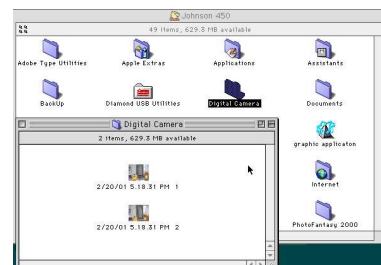 Johnson 450
49 items, 629.3 MB available
Adobe Type Utilities
Apple Extras
Applications
Assistants
BackUp
Diamond USB Utilities
Digital Camera
Documents
Digital Camera
2 items, 629.3 MB available
graphic applicaton
2/20/01 5.18.31 PM 1
Internet
2/20/01 5.18.31 PM 2
PhotoFantasy 2000